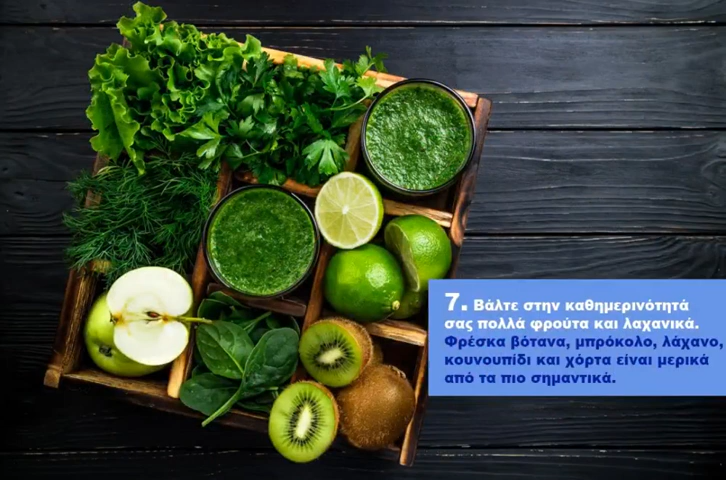 7. Βάλτε στην καθημερινότητά
σας πολλά φρούτα και λαχανικά.
Φρέσκα βότανα, μπρόκολο, λάχανο,
κουνουπίδι και χόρτα είναι μερικά
από τα πιο σημαντικά.